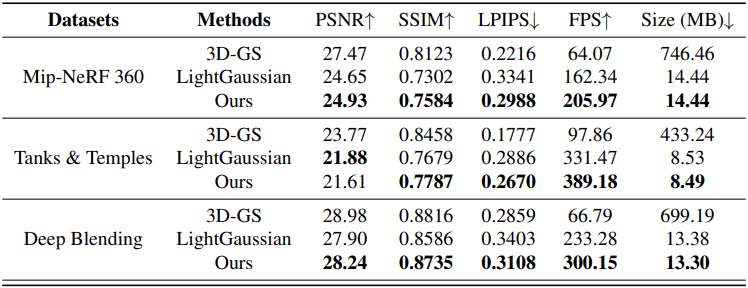 Datasets Methods PSNR↑ SSIM↑ LPIPS↓ FPS↑ Size (MB)↓
3D-GS 27.47 0.8123 0.2216 64.07 746.46
Mip-NeRF 360 LightGaussian 24.65 0.7302 0.3341 162.34 14.44
Ours 24.93 0.7584 0.2988 205.97 14.44
3D-GS 23.77 0.8458 0.1777 97.86 433.24
Tanks & Temples LightGaussian 21.88 0.7679 0.2886 331.47 8.53
Ours 21.61 0.7787 0.2670 389.18 8.49
3D-GS 28.98 0.8816 0.2859 66.79 699.19
Deep Blending LightGaussian 27.90 0.8586 0.3403 233.28 13.38
Ours 28.24 0.8735 0.3108 300.15 13.30